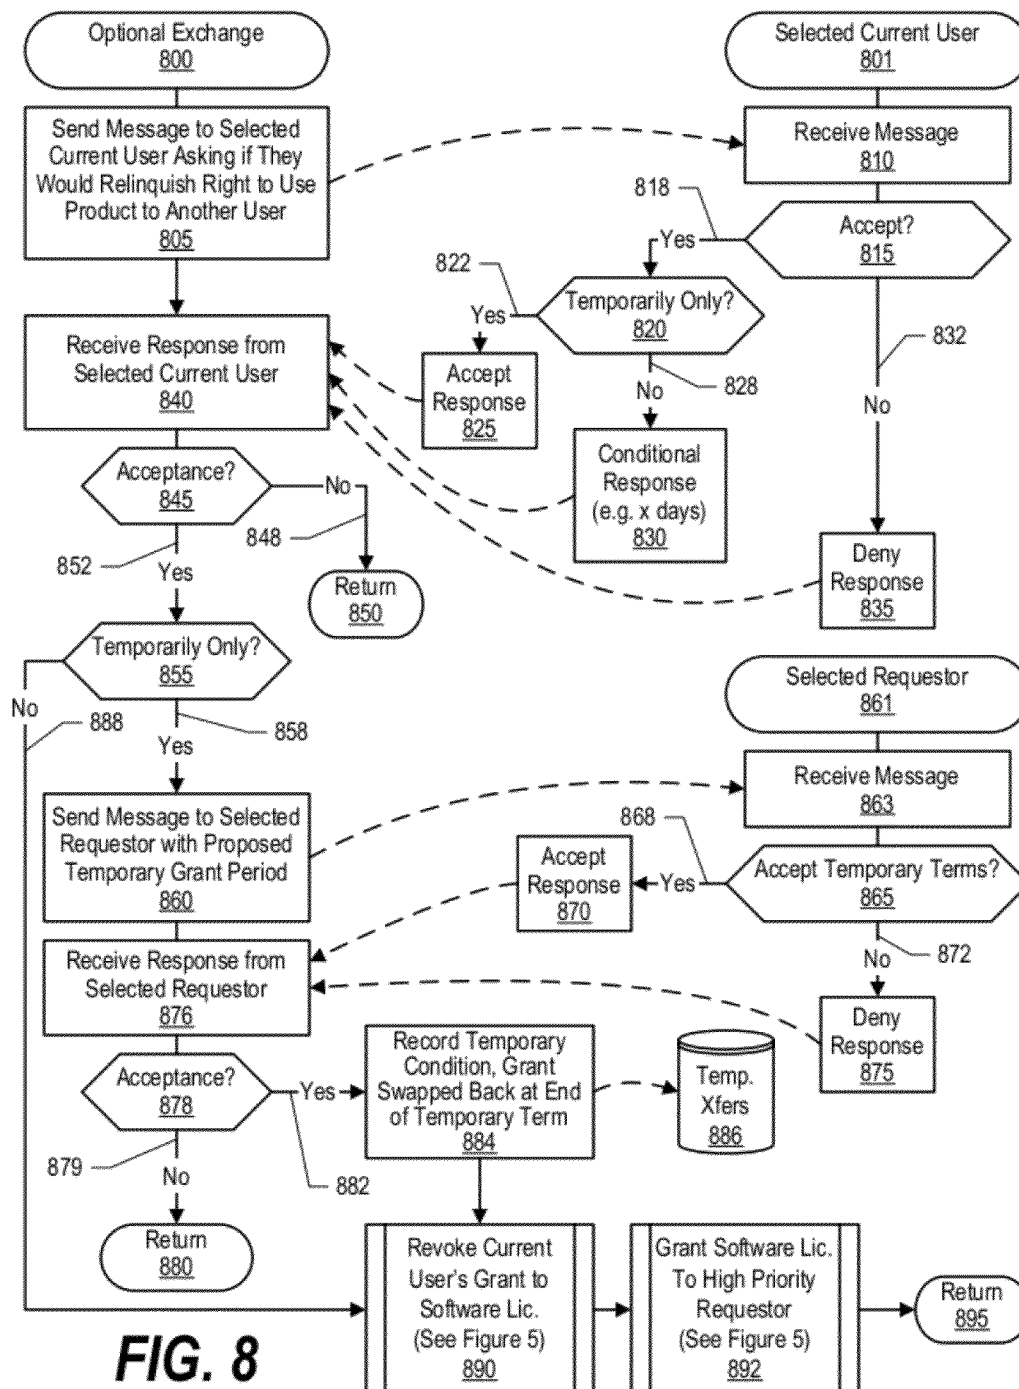 Optional Exchange
800
Selected Current User
801
Send Message to Selected
Current User Asking if They
Would Relinquish Right to Use
Product to Another User
805
Receive Message
810
818
Accept?
815
Yes
822
Temporarily Only?
820
Yes
832
828
No
No
Receive Response from
Selected Current User
840
Accept
Response
825
Conditional
Response
(e.g. x days)
830
Acceptance?
845
No
848
852
Yes
Deny
Response
835
Return
850
Temporarily Only?
855
No
888
858
Yes
Selected Requestor
861
Receive Message
863
868
Send Message to Selected
Requestor with Proposed
Temporary Grant Period
860
Accept
Response
870
Yes
Accept Temporary Terms?
865
872
No
Receive Response from
Selected Requestor
876
Deny
Response
875
Record Temporary
Condition, Grant
Swapped Back at End
of Temporary Term
884
Temp.
Xfers
886
Acceptance?
878
Yes
879
882
No
Return
880
Revoke Current
User's Grant to
Software Lic.
(See Figure 5)
890
Grant Software Lic.
To High Priority
Requestor
(See Figure 5)
892
Return
895
FIG. 8